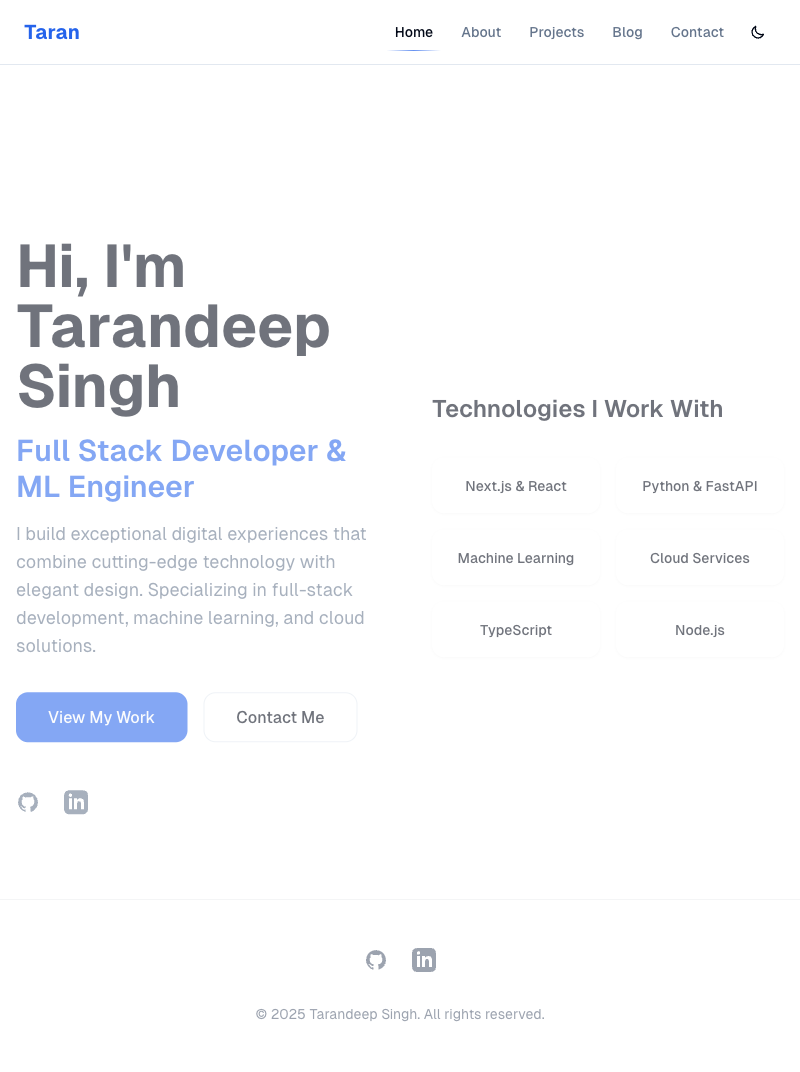 Taran
Home About Projects Blog Contact
Hi, I'm
Tarandeep
Singh
Full Stack Developer &
ML Engineer
I build exceptional digital experiences that
combine cutting-edge technology with
elegant design. Specializing in full-stack
development, machine learning, and cloud
solutions.
View My Work
Contact Me
in
Technologies I Work With
Next.js & React
Python & FastAPI
Machine Learning
Cloud Services
TypeScript
Node.js
in
© 2025 Tarandeep Singh. All rights reserved.